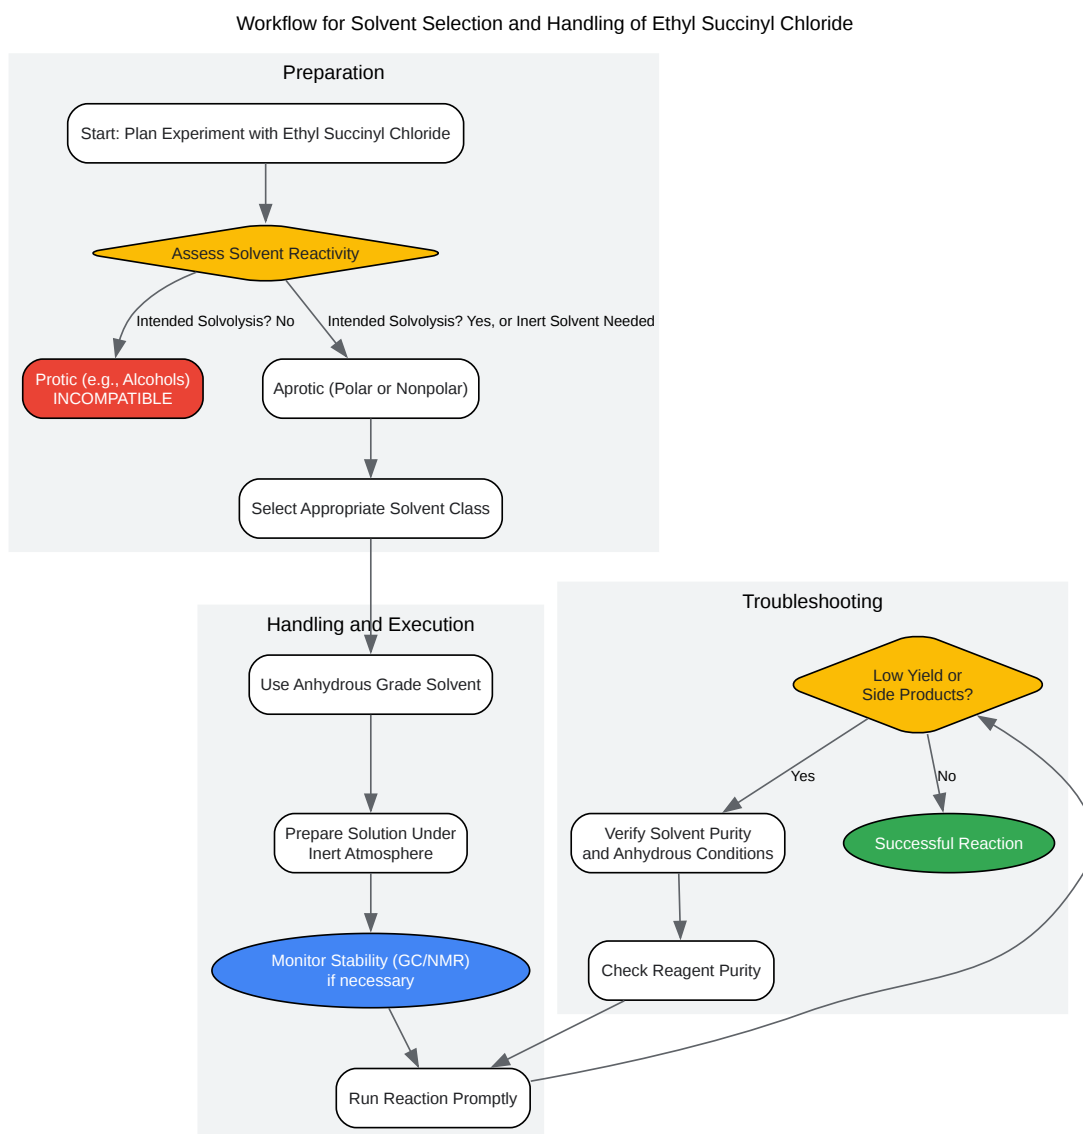 Workflow for Solvent Selection and Handling of Ethyl Succinyl Chloride
Preparation
Start: Plan Experiment with Ethyl Succinyl Chloride
Assess Solvent Reactivity
Intended Solvolysis? No
Intended Solvolysis? Yes, or Inert Solvent Needed
Protic (e.g., Alcohols)
INCOMPATIBLE
Aprotic (Polar or Nonpolar)
Select Appropriate Solvent Class
Handling and Execution
Use Anhydrous Grade Solvent
Prepare Solution Under
Inert Atmosphere
Monitor Stability (GC/NMR)
if necessary
Run Reaction Promptly
Troubleshooting
Low Yield or
Side Products?
Yes
No
Verify Solvent Purity
and Anhydrous Conditions
Successful Reaction
Check Reagent Purity